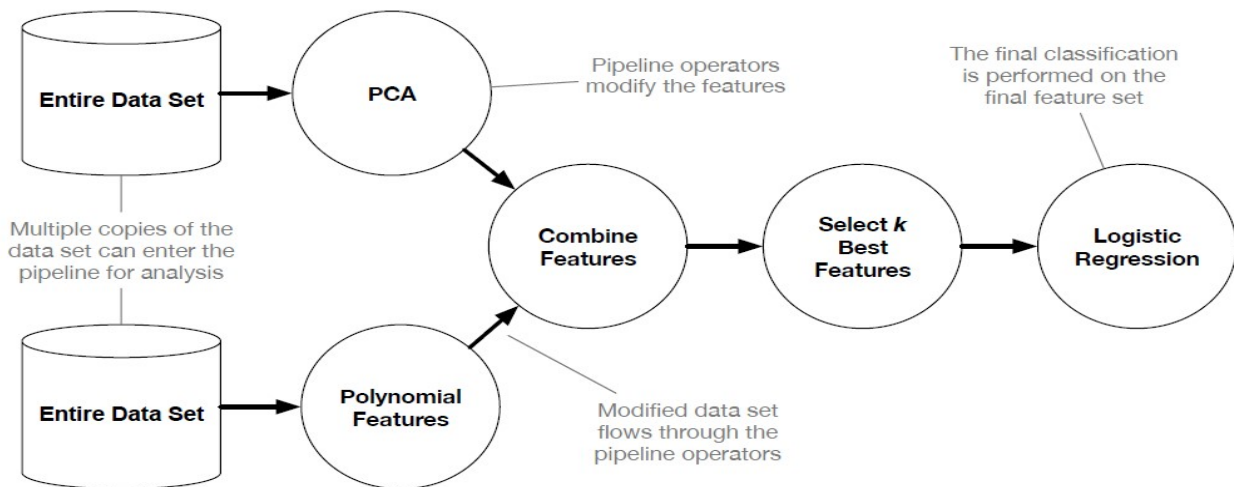 Entire Data Set
PCA
Pipeline operators
modify the features
The final classification
is performed on the
final feature set
Multiple copies of the
data set can enter the
pipeline for analysis
Combine
Features
Select k
Best
Features
Logistic
Regression
Entire Data Set
Polynomial
Features
Modified data set
flows through the
pipeline operators